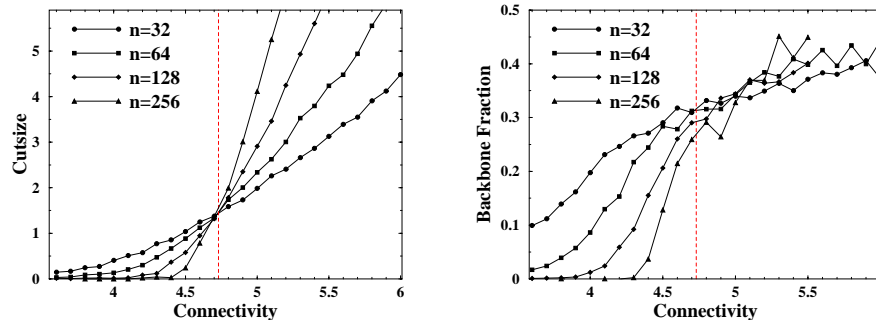 5
4
3
2
1
0
Cutsize
n=32
n=64
n=128
n=256
4
4.5
5
5.5
6
Connectivity
0.5
0.4
0.3
0.2
0.1
0
Backbone Fraction
n=32
n=64
n=128
n=256
4
4.5
5
5.5
Connectivity